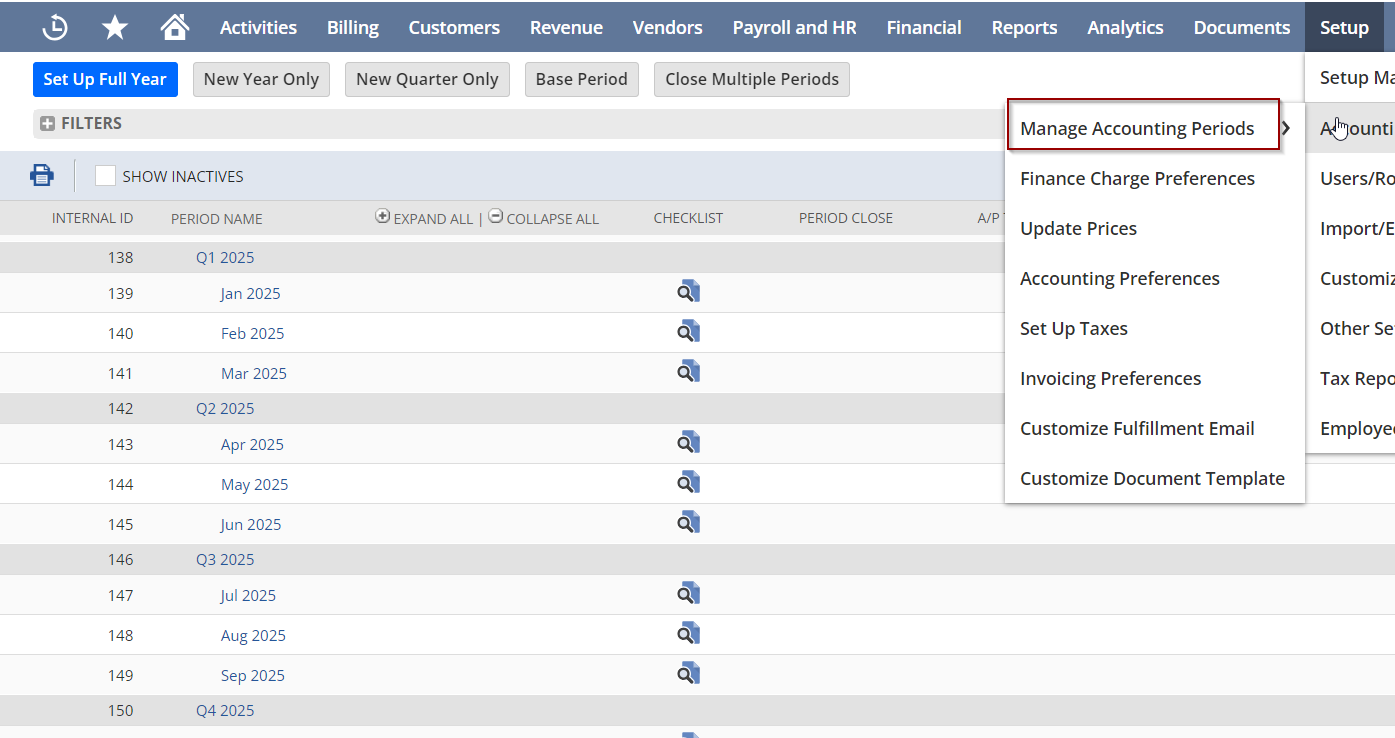 Activities Billing Customers Revenue Vendors Payroll and HR Financial Reports Analytics Documents Setup
Set Up Full Year New Year Only New Quarter Only Base Period Close Multiple Periods
Setup Ma
FILTERS
Manage Accounting Periods
Finance Charge Preferences
Update Prices
Accounting Preferences
Set Up Taxes
Invoicing Preferences
Customize Fulfillment Email
Customize Document Template
Users/Ro
Import/E
Customiz
Other Se
Tax Repo
Employee
SHOW INACTIVES
INTERNAL ID PERIOD NAME EXPAND ALL | COLLAPSE ALL CHECKLIST PERIOD CLOSE A/P
138 Q1 2025
139 Jan 2025
140 Feb 2025
141 Mar 2025
142 Q2 2025
143 Apr 2025
144 May 2025
145 Jun 2025
146 Q3 2025
147 Jul 2025
148 Aug 2025
149 Sep 2025
150 Q4 2025